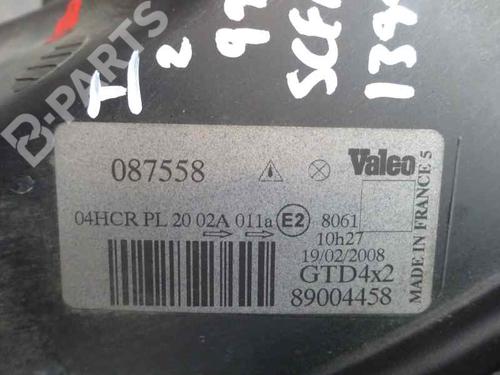 B-PARTS
2
087558
Valeo
04HCR PL 20 02A 011a E2 8061
10h27
19/02/2008
GTD4x2
89004458
MADE IN FRANCE 5